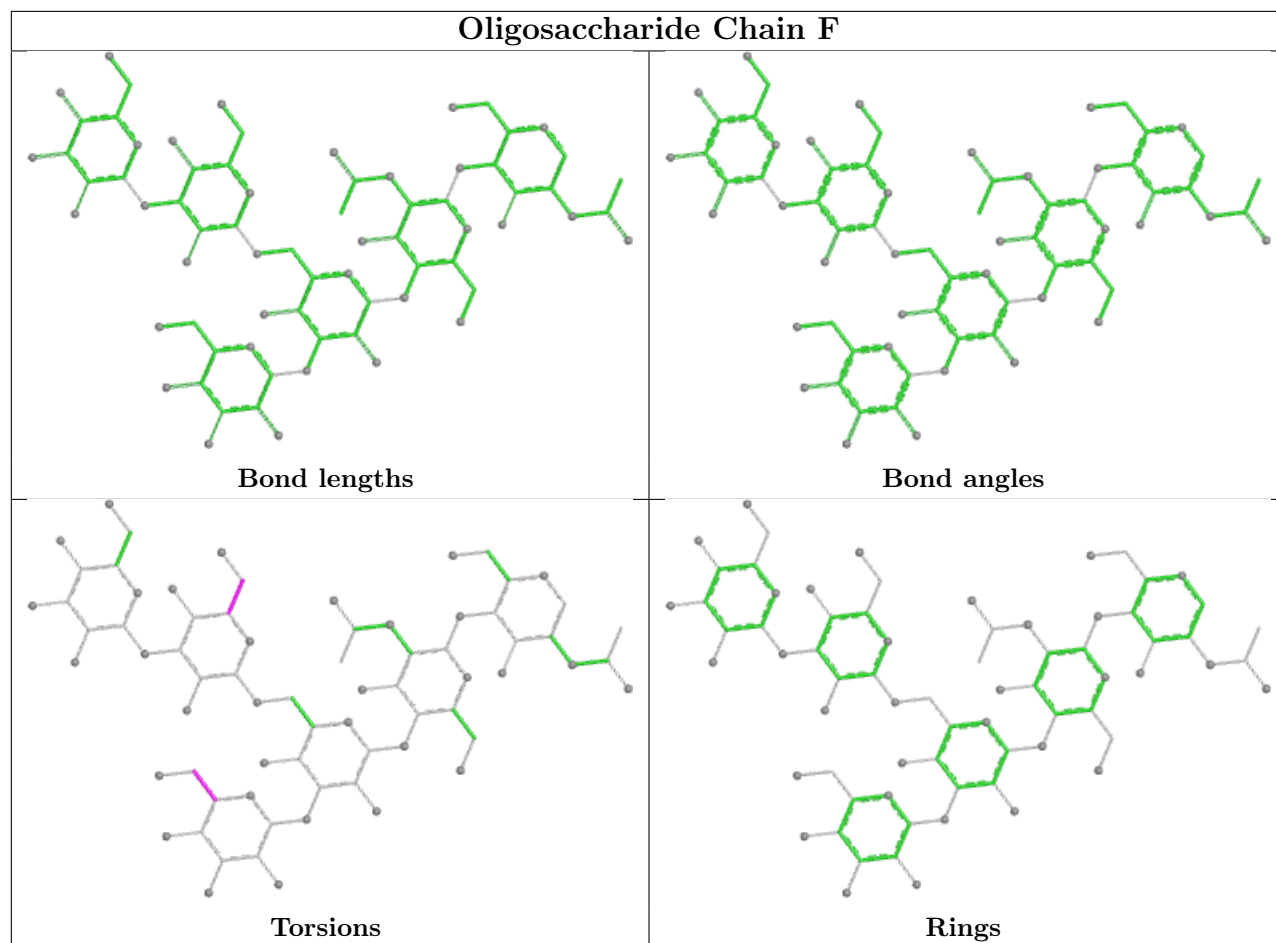 Oligosaccharide Chain F
Bond lengths
Bond angles
Torsions
Rings